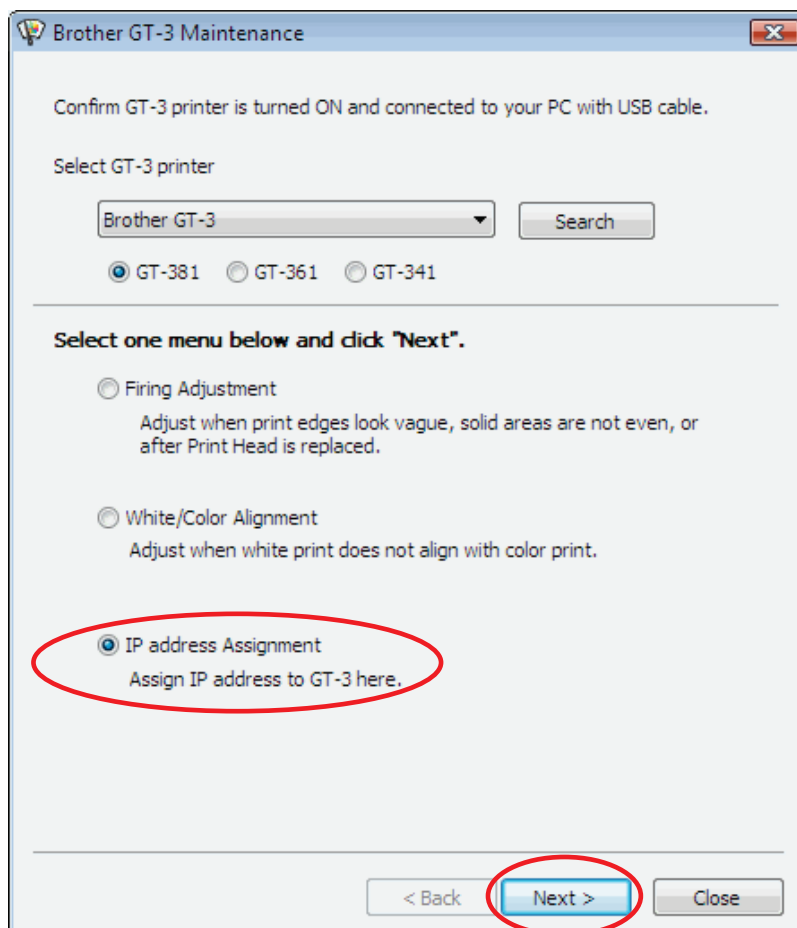 Brother GT-3 Maintenance
Confirm GT-3 printer is turned ON and connected to your PC with USB cable.
Select GT-3 printer
Brother GT-3 Search
GT-381 GT-361 GT-341
Select one menu below and click "Next".
Firing Adjustment
Adjust when print edges look vague, solid areas are not even, or
after Print Head is replaced.
White/Color Alignment
Adjust when white print does not align with color print.
IP address Assignment
Assign IP address to GT-3 here.
< Back Next > Close